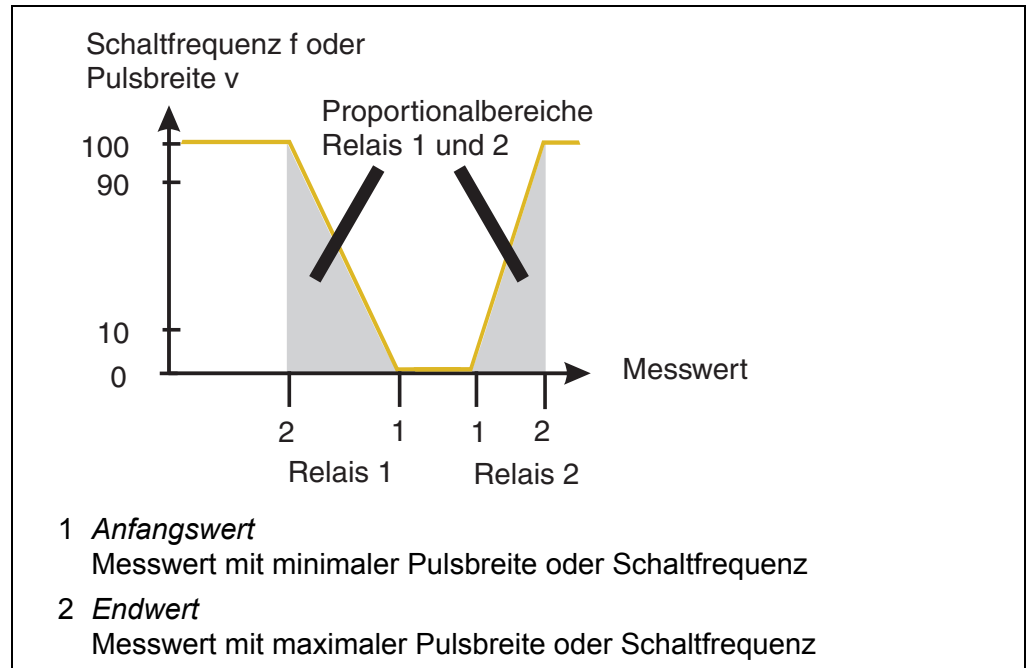 Schaltfrequenz f oder
Pulsbreite v
Proportionalbereiche
Relais 1 und 2
100
90
10
0
Messwert
2 1 1 2
Relais 1 Relais 2
1 Anfangswert
Messwert mit minimaler Pulsbreite oder Schaltfrequenz
2 Endwert
Messwert mit maximaler Pulsbreite oder Schaltfrequenz